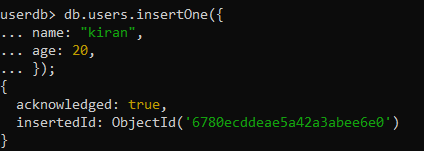 userdb> db.users.insertOne({
... name: "kiran",
... age: 20,
... });
{
  acknowledged: true,
  insertedId: ObjectId('6780ecddeae5a42a3abee6e0')
}